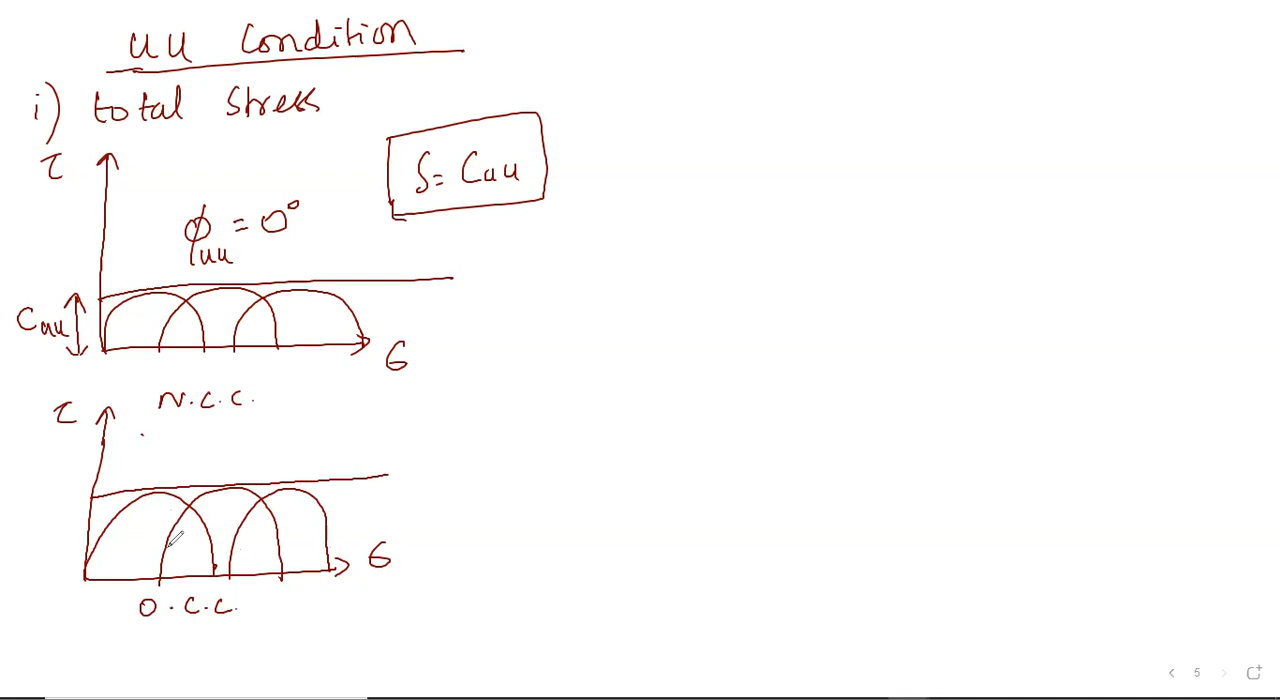 UU Condition
i) total stress
τ
S = Cuu
ϕuu = 0°
Cuu
σ
N.C.C.
τ
σ
O.C.C.
5